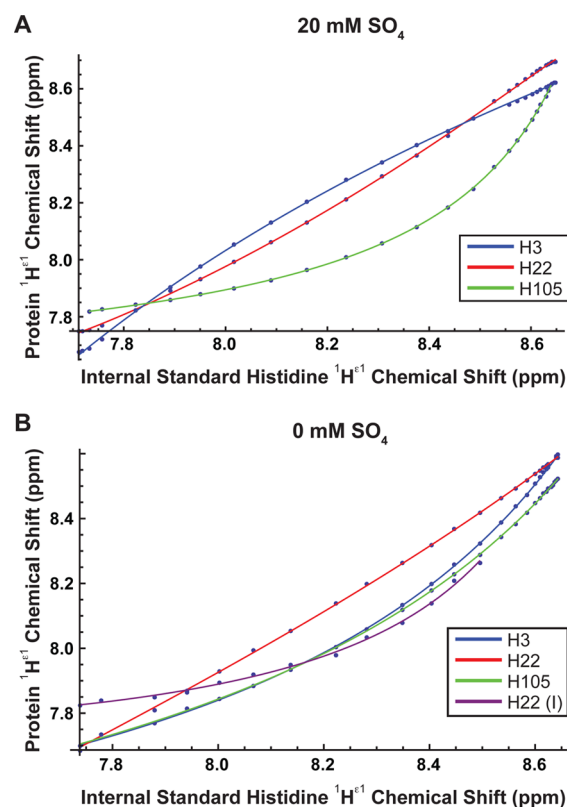 A
20 mM SO4
Protein ¹Hε1 Chemical Shift (ppm)
8.6
8.4
8.2
8.0
7.8
H3
H22
H105
7.8 8.0 8.2 8.4 8.6
Internal Standard Histidine ¹Hε1 Chemical Shift (ppm)
B
0 mM SO4
Protein ¹Hε1 Chemical Shift (ppm)
8.4
8.2
8.0
7.8
H3
H22
H105
H22 (I)
7.8 8.0 8.2 8.4 8.6
Internal Standard Histidine ¹Hε1 Chemical Shift (ppm)